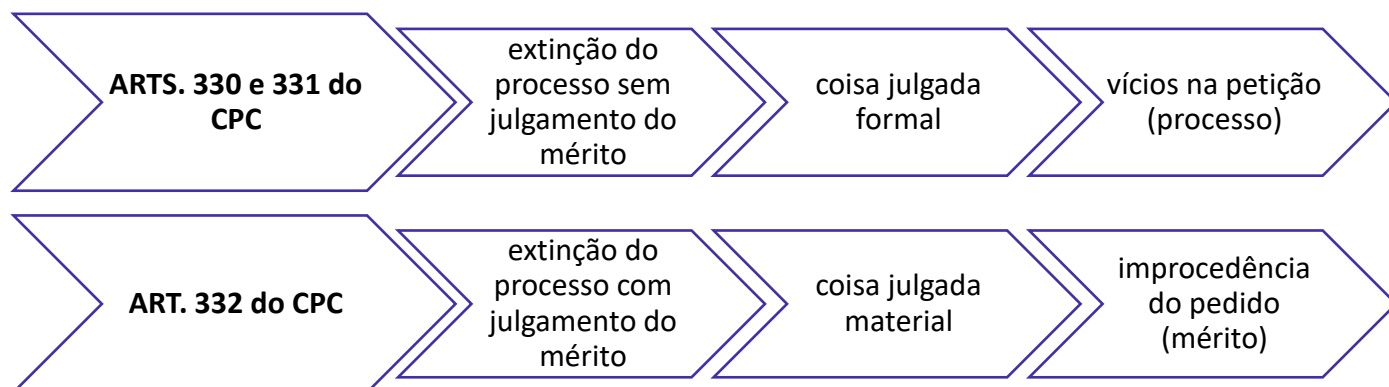 ARTS. 330 e 331 do
CPC
extinção do
processo sem
julgamento do
mérito
coisa julgada
formal
vícios na petição
(processo)
ART. 332 do CPC
extinção do
processo com
julgamento do
mérito
coisa julgada
material
improcedência
do pedido
(mérito)